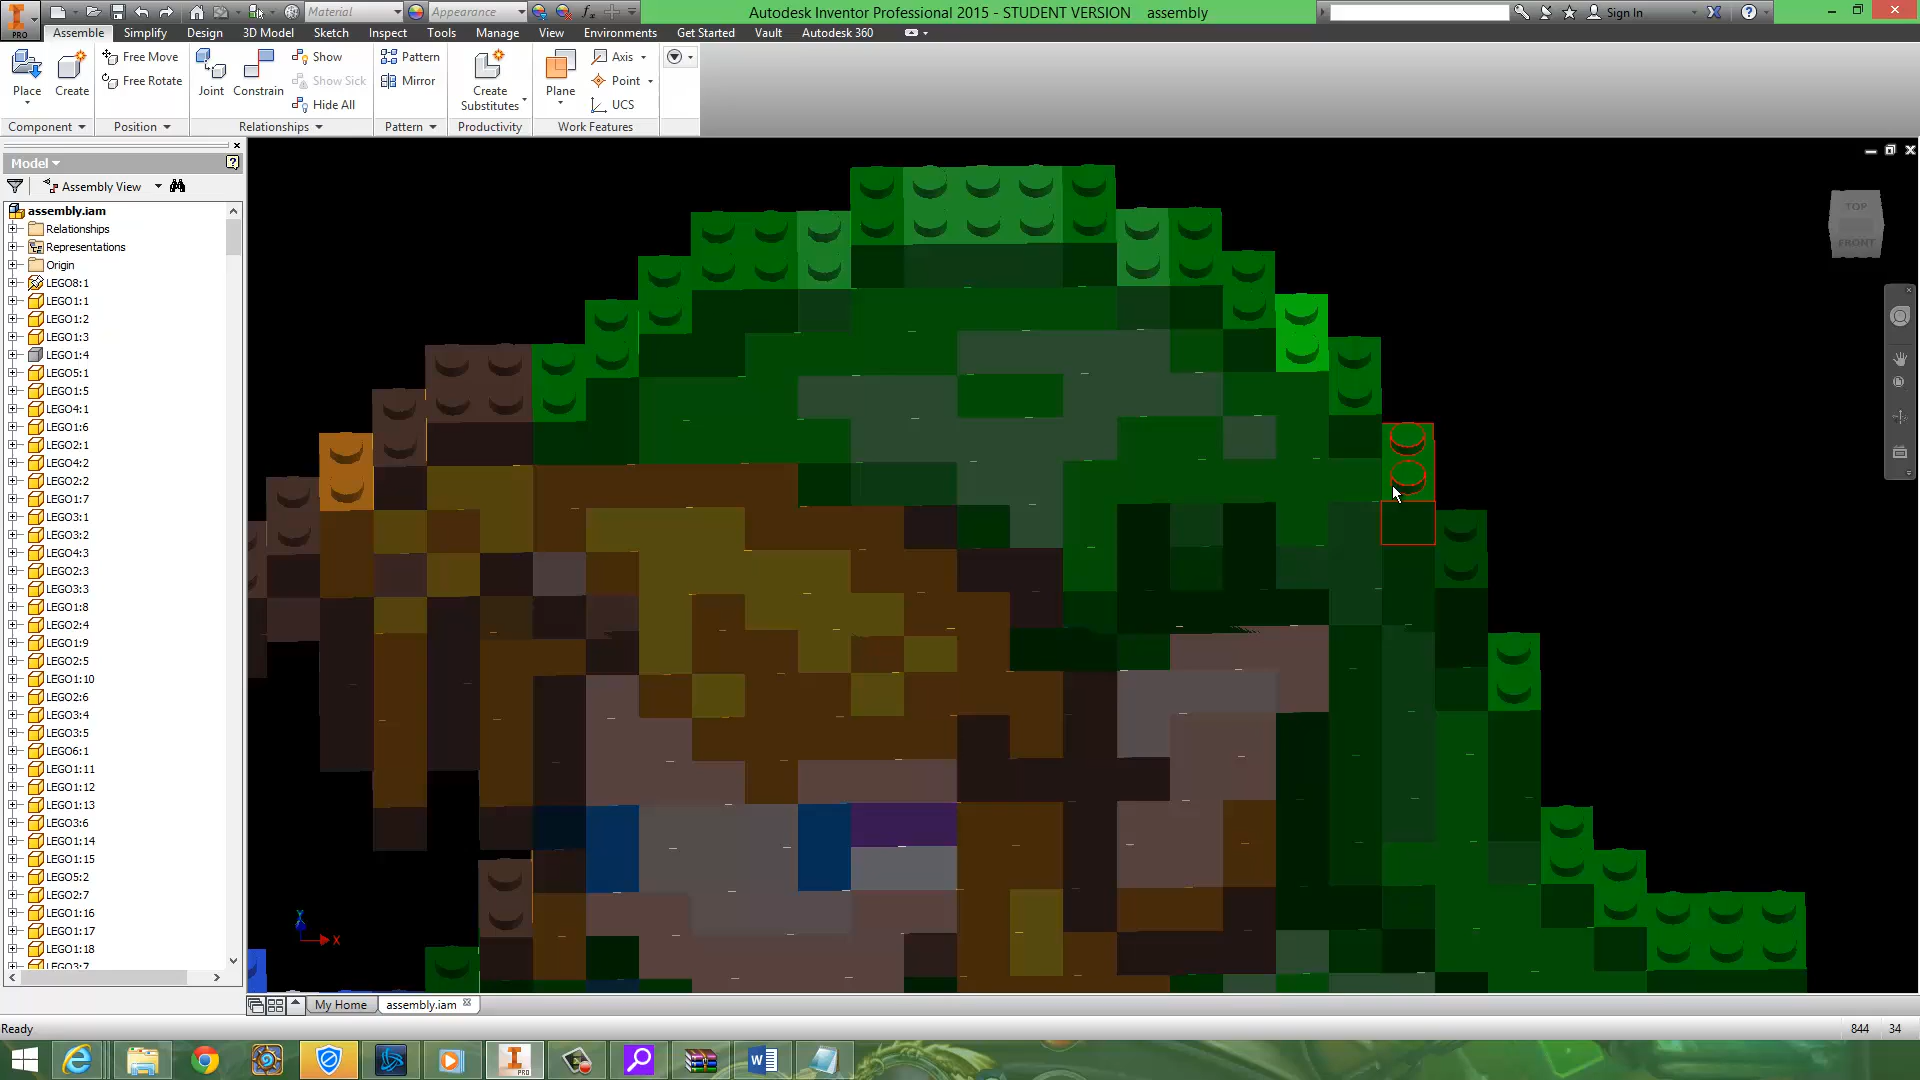 Material
Appearance
Autodesk Inventor Professional 2015 - STUDENT VERSION assembly
Sign In
PRO
Assemble Simplify Design 3D Model Sketch Inspect Tools Manage View Environments Get Started Vault Autodesk 360
Place
Create
Free Move
Free Rotate
Joint
Constrain
Show
Show Sick
Hide All
Pattern
Mirror
Create
Substitutes
Plane
Axis
Point
UCS
Component
Position
Relationships
Pattern
Productivity
Work Features
Model
Assembly View
assembly.iam
Relationships
Representations
Origin
LEGO8:1
LEGO1:1
LEGO1:2
LEGO1:3
LEGO1:4
LEGO5:1
LEGO1:5
LEGO4:1
LEGO1:6
LEGO2:1
LEGO4:2
LEGO2:2
LEGO1:7
LEGO3:1
LEGO3:2
LEGO4:3
LEGO2:3
LEGO3:3
LEGO1:8
LEGO2:4
LEGO1:9
LEGO2:5
LEGO1:10
LEGO2:6
LEGO3:4
LEGO3:5
LEGO6:1
LEGO1:11
LEGO1:12
LEGO1:13
LEGO3:6
LEGO1:14
LEGO1:15
LEGO5:2
LEGO2:7
LEGO1:16
LEGO1:17
LEGO1:18
LEGO3:7
TOP
FRONT
Y
X
My Home
assembly.iam
Ready
844 34
PRO